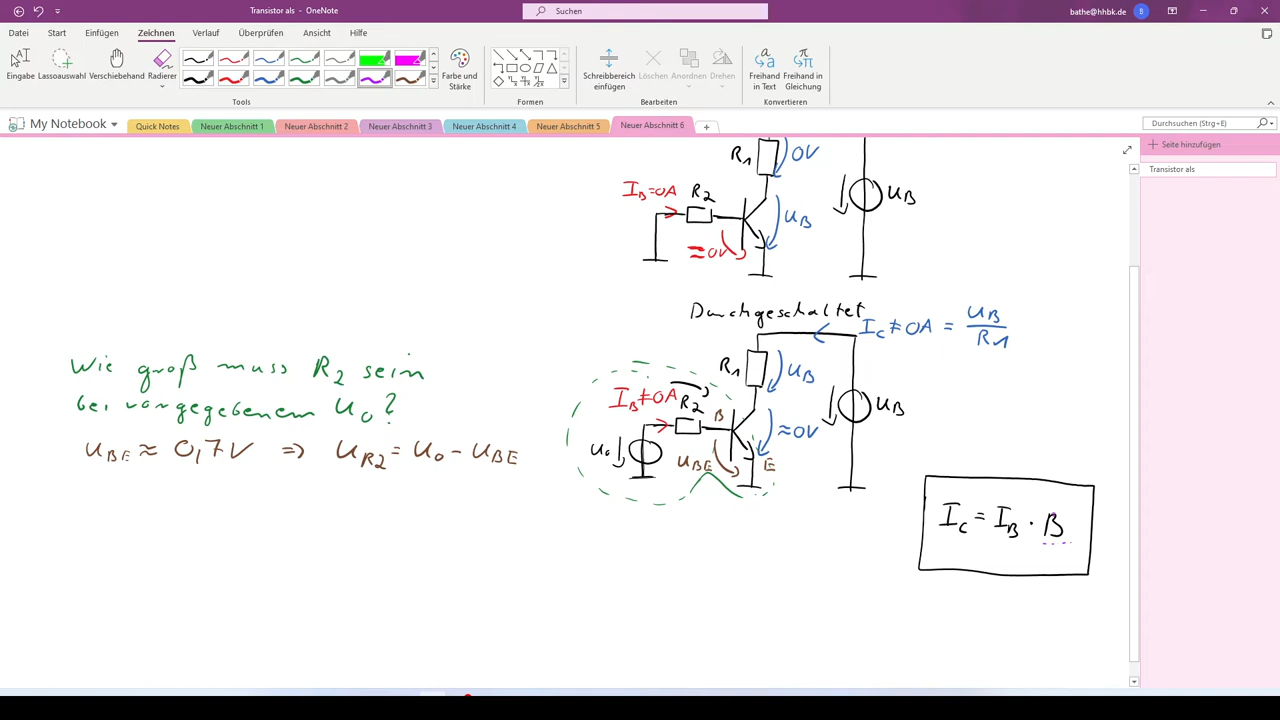 Transistor als - OneNote
Suchen
bathe@hhbk.de
B
Datei Start Einfügen Zeichnen Verlauf Überprüfen Ansicht Hilfe
Eingabe Lassoauswahl Verschiebehand Radierer
Farbe und Stärke
Schreibbereich einfügen
Löschen Anordnen Drehen
Freihand in Text
Freihand in Gleichung
Tools Formen Bearbeiten Konvertieren
My Notebook
Quick Notes Neuer Abschnitt 1 Neuer Abschnitt 2 Neuer Abschnitt 3 Neuer Abschnitt 4 Neuer Abschnitt 5 Neuer Abschnitt 6 +
Durchsuchen (Strg+E)
Seite hinzufügen
Transistor als
R1 0V
IB=0A R2
UB
UB
≈0V
Durchgeschaltet
IC≠0A = UB/R1
R1 UB
IB≠0A R2 B
UB
≈0V
U0
UBE E
Wie groß muss R2 sein
bei vorgegebenem U0?
UBE ≈ 0,7V ⇒ UR2 = U0 - UBE
IC = IB · B